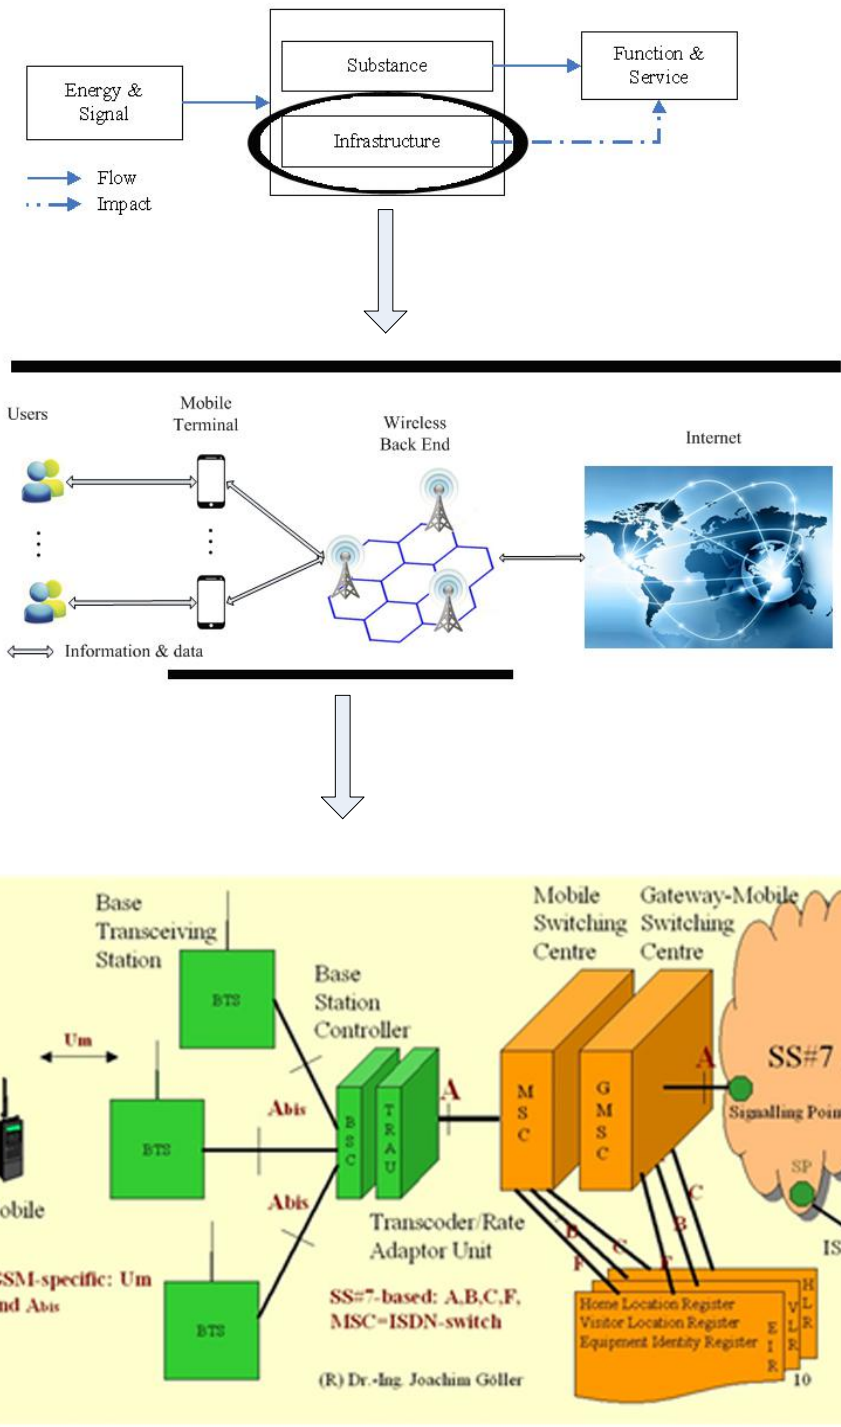 Energy &
Signal
Substance
Infrastructure
Function &
Service
Flow
Impact
Users
Mobile
Terminal
Wireless
Back End
Internet
Information & data
Base
Transceiving
Station
BTS
Um
BTS
Abis
Abis
BTS
Base
Station
Controller
BSC
TRAU
A
Transcoder/Rate
Adaptor Unit
Mobile
Switching
Centre
Gateway-Mobile
Switching
Centre
MSC
GMSC
A
SS#7
Signalling Poin
SP
IS
obile
SSM-specific: Um
nd Abis
SS#7-based: A,B,C,F,
MSC=ISDN-switch
B
F
C
F
B
C
Home Location Register
Visitor Location Register
Equipment Identity Register
EIR
VLR
HLR
(R) Dr.-Ing. Joachim Göller
10